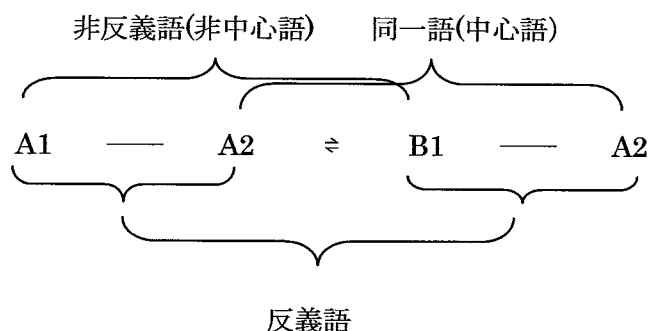 非反義語(非中心語) 同一語(中心語)
A1 — A2 ⇌ B1 — A2
反義語